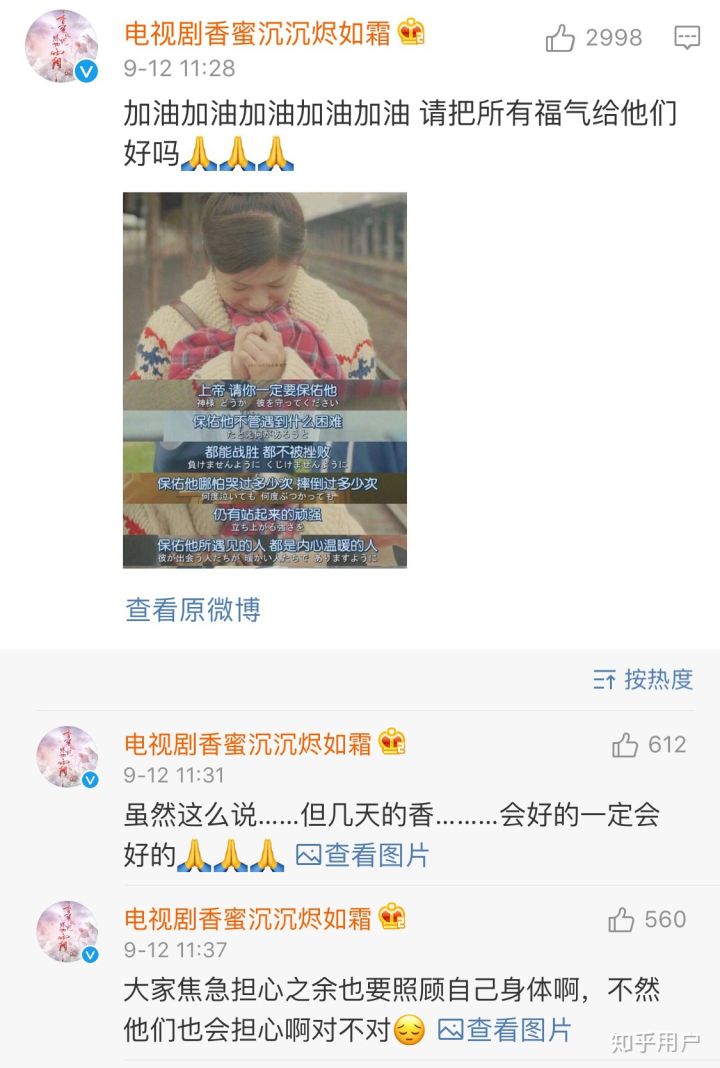 电视剧香蜜沉沉烬如霜
2998
9-12 11:28
加油加油加油加油加油 请把所有福气给他们
好吗🙏🙏🙏
上帝 请你一定要保佑他
神様 どうか 彼を守ってください
保佑他不管遇到什么困难
たとえ何があろうと
都能战胜 都不被挫败
負けませんように くじけませんように
保佑他哪怕哭过多少次 摔倒过多少次
何度泣いても 何度ぶつかっても
仍有站起来的顽强
立ち上がる強さを
保佑他所遇见的人 都是内心温暖的人
彼が出会う人たちが 暖かい人たちで ありますように
查看原微博
按热度
电视剧香蜜沉沉烬如霜
612
9-12 11:31
虽然这么说……但几天的香………会好的一定会
好的🙏🙏🙏 查看图片
电视剧香蜜沉沉烬如霜
560
9-12 11:37
大家焦急担心之余也要照顾自己身体啊，不然
他们也会担心啊对不对😔 查看图片
知乎用户